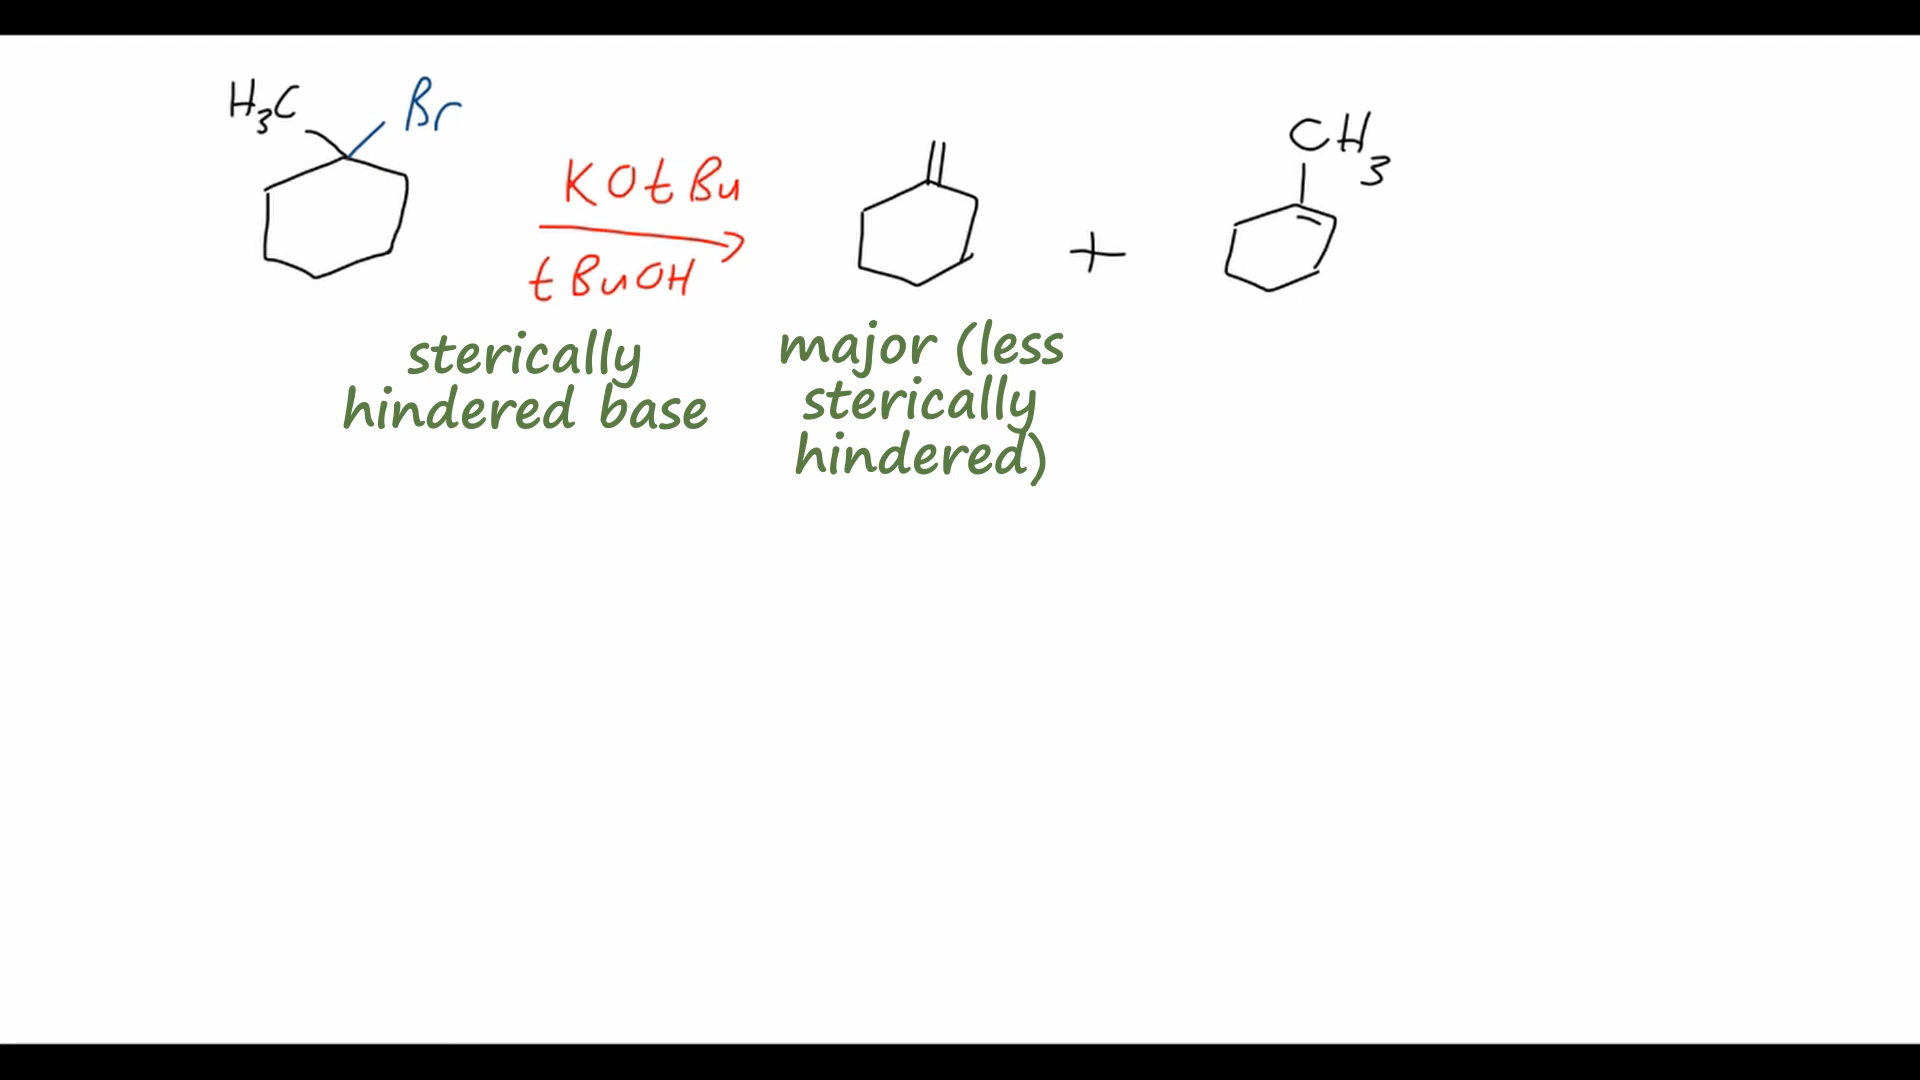 H3C Br
KOtBu
tBuOH
+
CH3
sterically
hindered base
major (less
sterically
hindered)